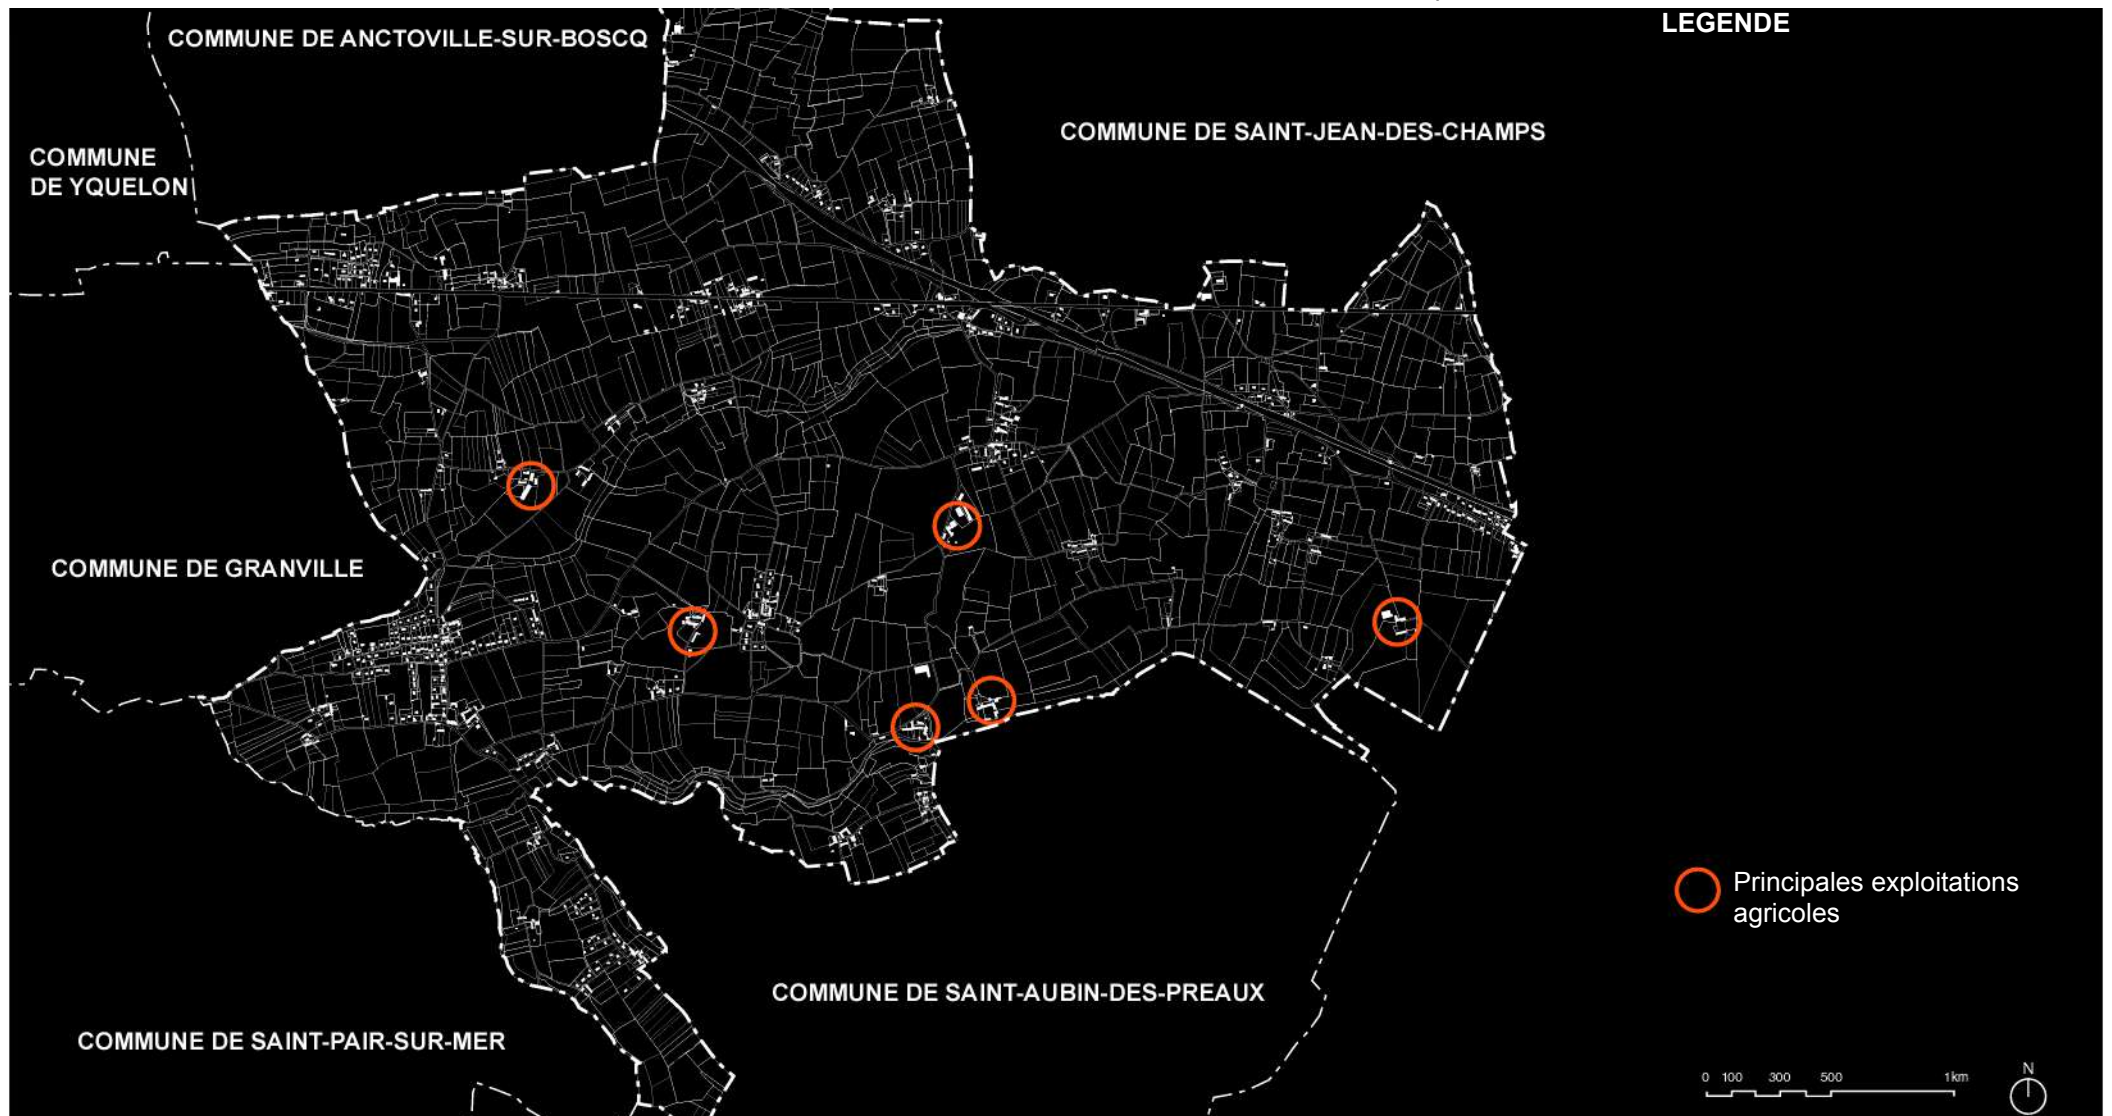 LEGENDE
COMMUNE DE ANCTOVILLE-SUR-BOSCQ
COMMUNE DE SAINT-JEAN-DES-CHAMPS
COMMUNE
DE YQUELON
COMMUNE DE GRANVILLE
Principales exploitations
agricoles
COMMUNE DE SAINT-AUBIN-DES-PREAUX
COMMUNE DE SAINT-PAIR-SUR-MER
0 100 300 500 1km
N